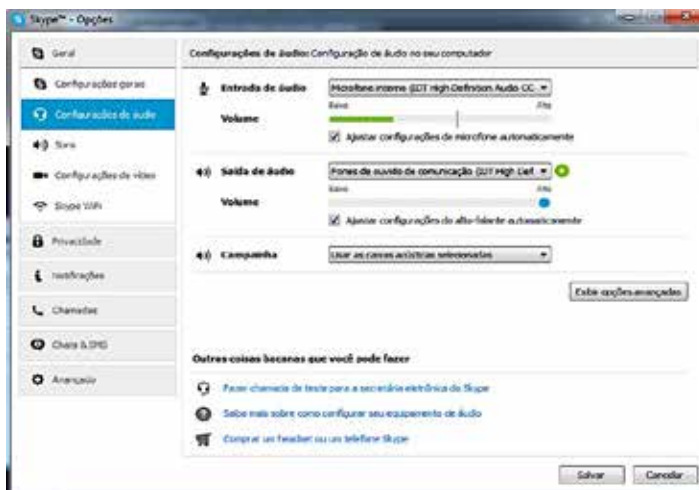 Skype™ - Opções
Geral
Configurações gerais
Configurações de áudio
Sons
Configurações de vídeo
Skype WiFi
Privacidade
Notificações
Chamadas
Chats & SMS
Avançado
Configurações de áudio: Configuração de áudio no seu computador
Entrada de áudio
Microfone interno (IDT High Definition Audio CC
Volume
Baixo
Alto
Ajustar configurações de microfone automaticamente
Saída de áudio
Fones de ouvido de comunicação (IDT High Def
Volume
Baixo
Alto
Ajustar configurações do alto-falante automaticamente
Campainha
Usar as caixas acústicas selecionadas
Exibir opções avançadas
Outras coisas bacanas que você pode fazer
Fazer chamada de teste para a secretária eletrônica do Skype
Saiba mais sobre como configurar seu equipamento de áudio
Comprar um headset ou um telefone Skype
Salvar
Cancelar